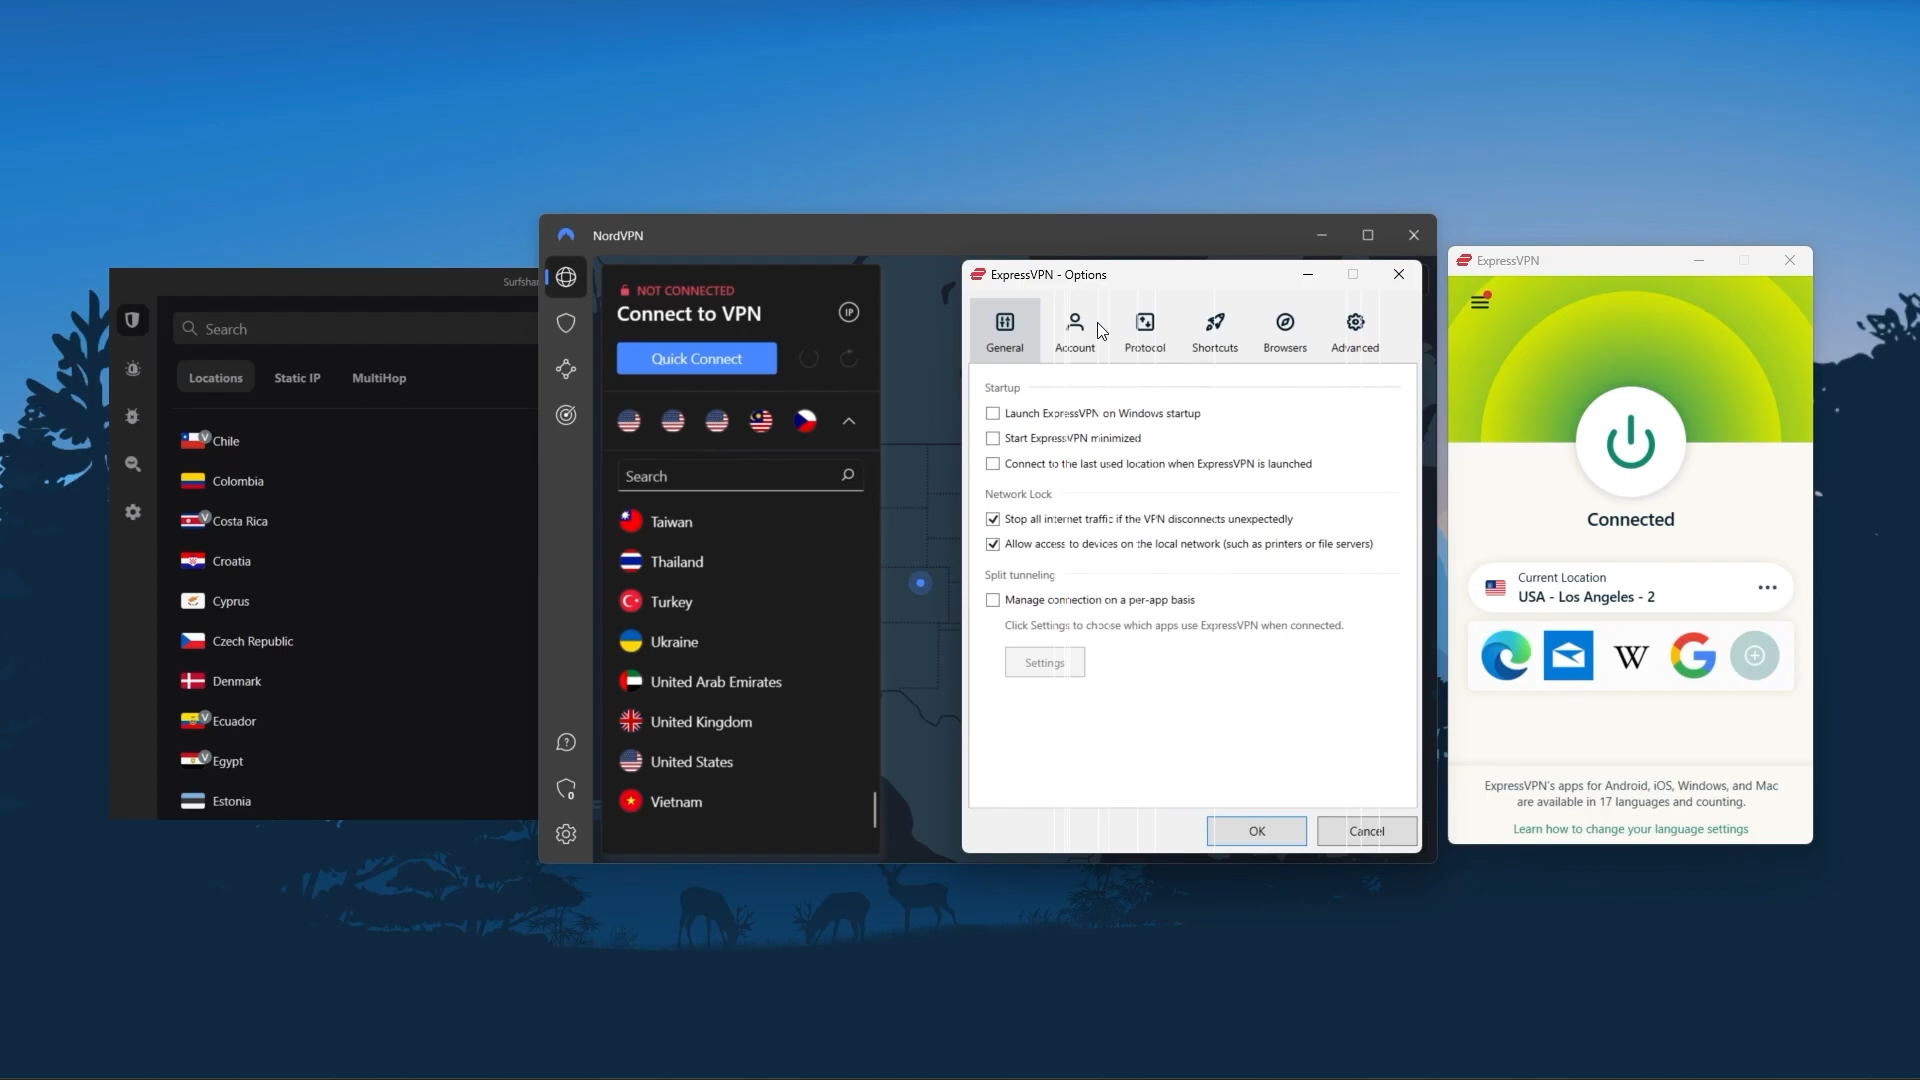 Surfshar
Search
Locations
Static IP
MultiHop
Chile
Colombia
Costa Rica
Croatia
Cyprus
Czech Republic
Denmark
Ecuador
Egypt
Estonia
NordVPN
NOT CONNECTED
Connect to VPN
IP
Quick Connect
Search
Taiwan
Thailand
Turkey
Ukraine
United Arab Emirates
United Kingdom
United States
Vietnam
ExpressVPN - Options
General
Account
Protocol
Shortcuts
Browsers
Advanced
Startup
Launch ExpressVPN on Windows startup
Start ExpressVPN minimized
Connect to the last used location when ExpressVPN is launched
Network Lock
Stop all internet traffic if the VPN disconnects unexpectedly
Allow access to devices on the local network (such as printers or file servers)
Split tunneling
Manage connection on a per-app basis
Click Settings to choose which apps use ExpressVPN when connected.
Settings
OK
Cancel
ExpressVPN
Connected
Current Location
USA - Los Angeles - 2
W
G
ExpressVPN's apps for Android, iOS, Windows, and Mac
are available in 17 languages and counting.
Learn how to change your language settings